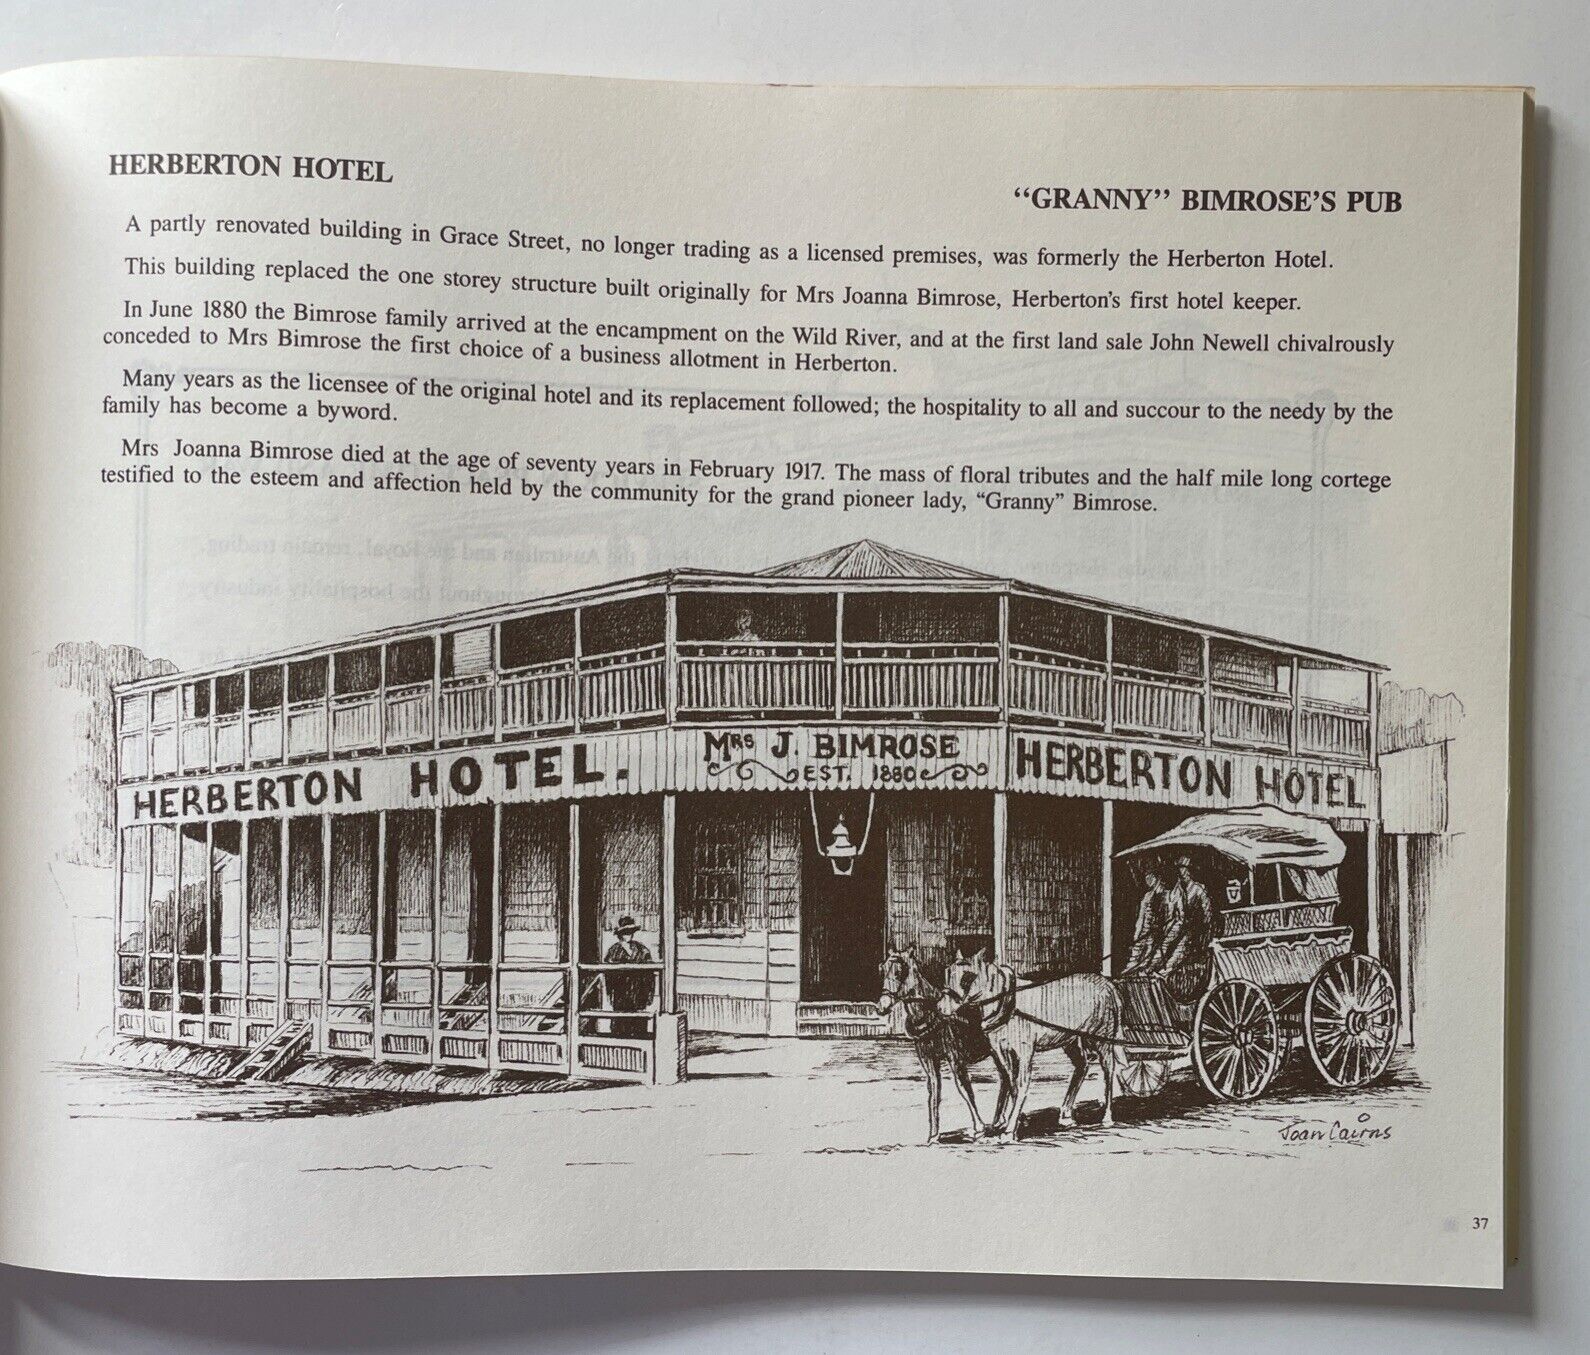 HERBERTON HOTEL
“GRANNY” BIMROSE’S PUB
A partly renovated building in Grace Street, no longer trading as a licensed premises, was formerly the Herberton Hotel.
This building replaced the one storey structure built originally for Mrs Joanna Bimrose, Herberton’s first hotel keeper.
In June 1880 the Bimrose family arrived at the encampment on the Wild River, and at the first land sale John Newell chivalrously
conceded to Mrs Bimrose the first choice of a business allotment in Herberton.
Many years as the licensee of the original hotel and its replacement followed; the hospitality to all and succour to the needy by the
family has become a byword.
Mrs Joanna Bimrose died at the age of seventy years in February 1917. The mass of floral tributes and the half mile long cortege
testified to the esteem and affection held by the community for the grand pioneer lady, “Granny” Bimrose.
HERBERTON HOTEL.
MRS J. BIMROSE
EST. 1880
HERBERTON HOTEL
Joan Cairns
37